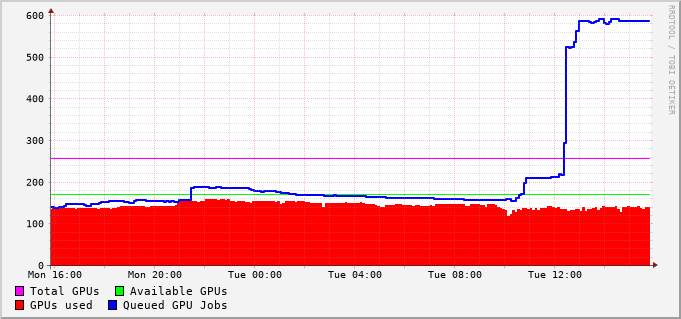 600
500
400
300
200
100
0
Mon 16:00 Mon 20:00 Tue 00:00 Tue 04:00 Tue 08:00 Tue 12:00
Total GPUs Available GPUs
GPUs used Queued GPU Jobs
RRDTOOL / TOBI OETIKER